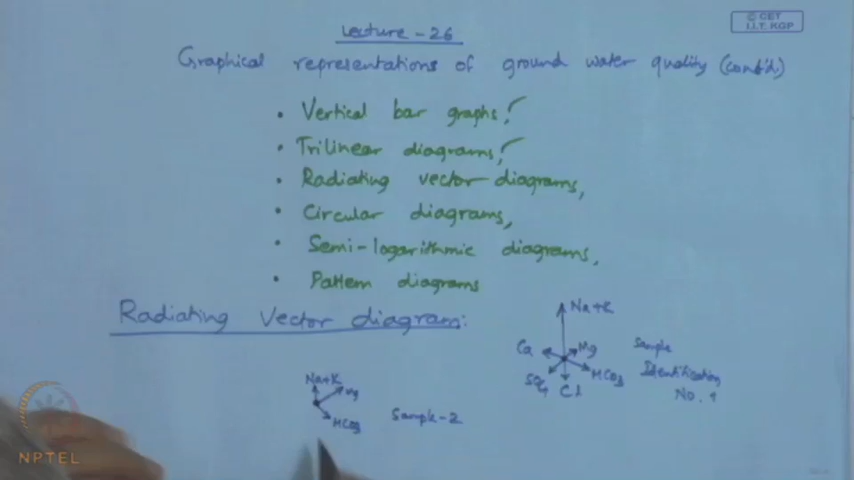 © CET
I.I.T. KGP
Lecture - 26
Graphical representations of ground water quality (contd.)
• Vertical bar graphs,
• Trilinear diagrams,
• Radiating vector diagrams,
• Circular diagrams,
• Semi-logarithmic diagrams,
• Pattern diagrams
Radiating Vector diagram:
Na+K
Ca
Mg
SO4
Cl
HCO3
Sample
Identification
No. 1
Na+K
Mg
HCO3
Sample-2
NPTEL